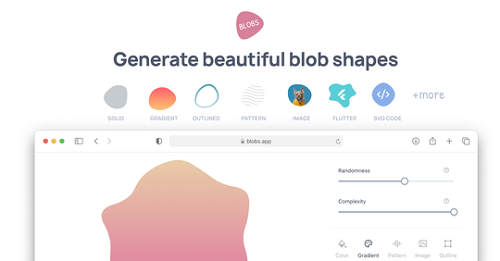 BLOBS
Generate beautiful blob shapes
SOLID
GRADIENT
OUTLINED
PATTERN
IMAGE
FLUTTER
SVG CODE
+more
blobs.app
Randomness
Complexity
Color
Gradient
Pattern
Image
Outline